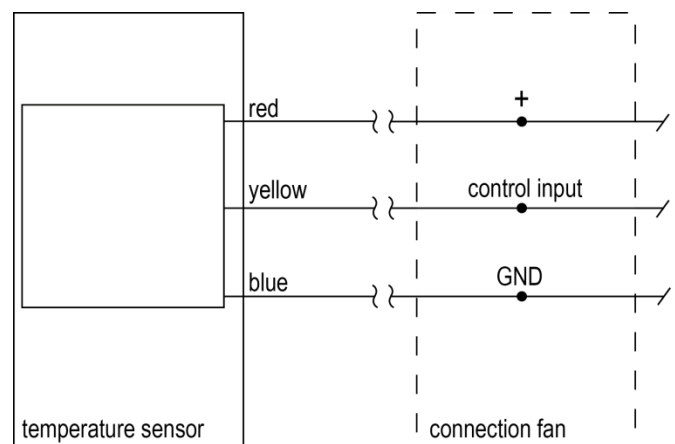 red
+
yellow
control input
blue
GND
temperature sensor
connection fan